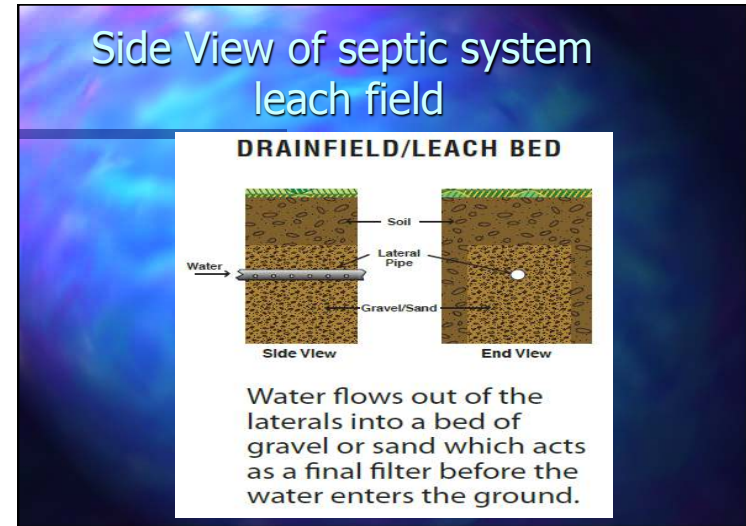 Side View of septic system
leach field
DRAINFIELD/LEACH BED
Soil
Lateral
Pipe
Water
Gravel/Sand
Side View
End View
Water flows out of the
laterals into a bed of
gravel or sand which acts
as a final filter before the
water enters the ground.